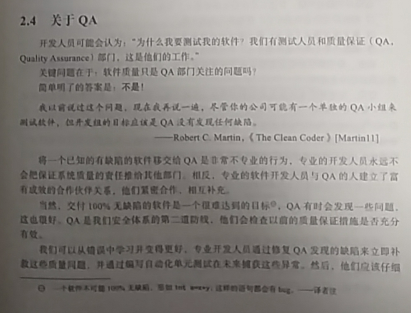 2.4 关于 QA
开发人员可能会认为：“为什么我要测试我的软件？我们有测试人员和质量保证（QA，
Quality Assurance）部门，这是他们的工作。”
关键问题在于：软件质量只是 QA 部门关注的问题吗？
简单明了的答案是：不是！
我以前说过这个问题，现在我再说一遍，尽管你的公司可能有一个单独的 QA 小组来
测试软件，但开发组的目标应该是 QA 没有发现任何缺陷。
——Robert C. Martin，《The Clean Coder》[Martin11]
将一个已知的有缺陷的软件移交给 QA 是非常不专业的行为，专业的开发人员永远不
会把保证系统质量的责任推给其他部门。相反，专业的软件开发人员与 QA 的人建立了富
有成效的合作伙伴关系，他们紧密合作，相互补充。
当然，交付 100% 无缺陷的软件是一个很难达到的目标①，QA 有时会发现一些问题，
这也很好。QA 是我们安全体系的第二道防线，他们会检查以前的质量保证措施是否充分
有效。
我们可以从错误中学习并变得更好，专业开发人员通过修复 QA 发现的缺陷来立即补
救这些质量问题，并通过编写自动化单元测试在未来捕获这些异常。然后，他们应该仔细
① 一个软件不可能 100% 无缺陷，这样的语句都会有 bug。——译者注